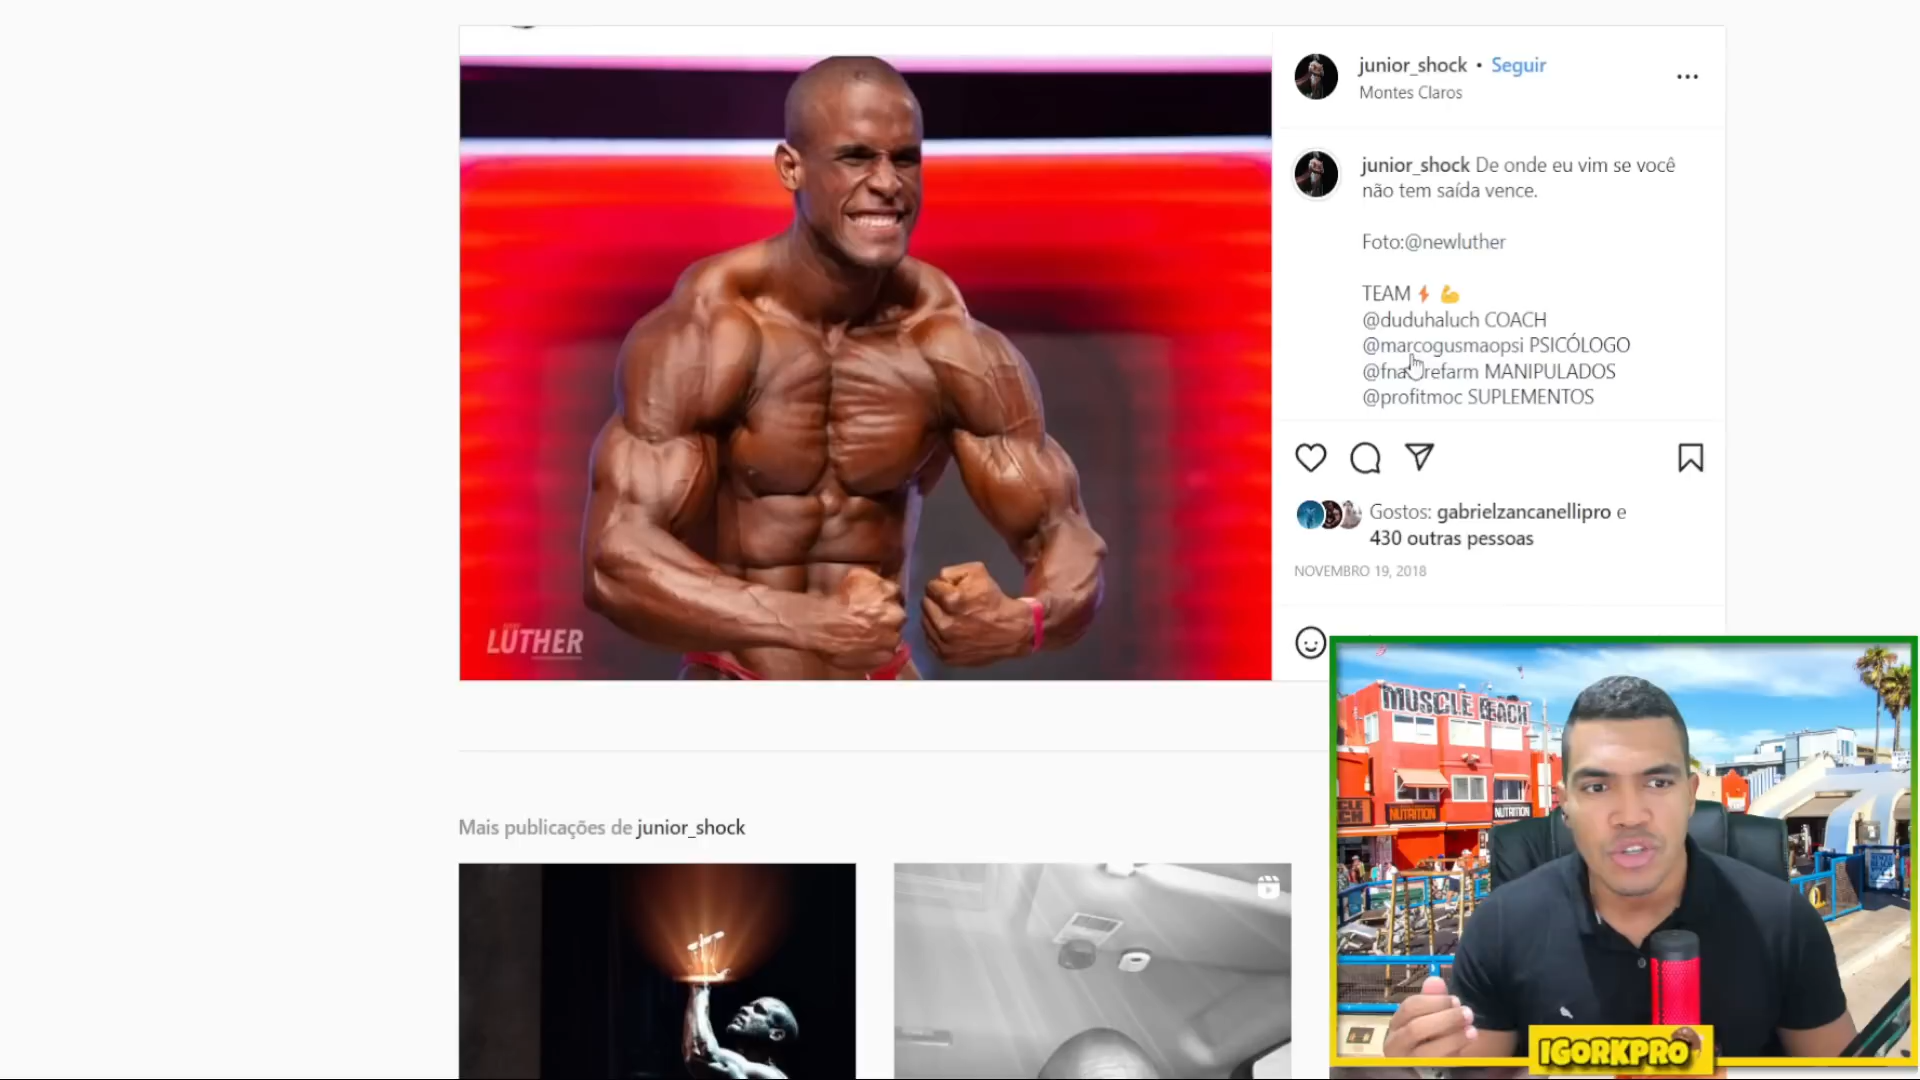 junior_shock • Seguir
Montes Claros
junior_shock De onde eu vim se você
não tem saída vence.
Foto:@newluther
TEAM⚡💪
@duduhaluch COACH
@marcogusmaopsi PSICÓLOGO
MANIPULADOS
@profitmoc SUPLEMENTOS
Gostos: gabrielzancanellipro e
430 outras pessoas
NOVEMBRO 19, 2018
LUTHER
Mais publicações de junior_shock
MUSCLE BEACH
NUTRITION
NUTRITION
IGORKPRO